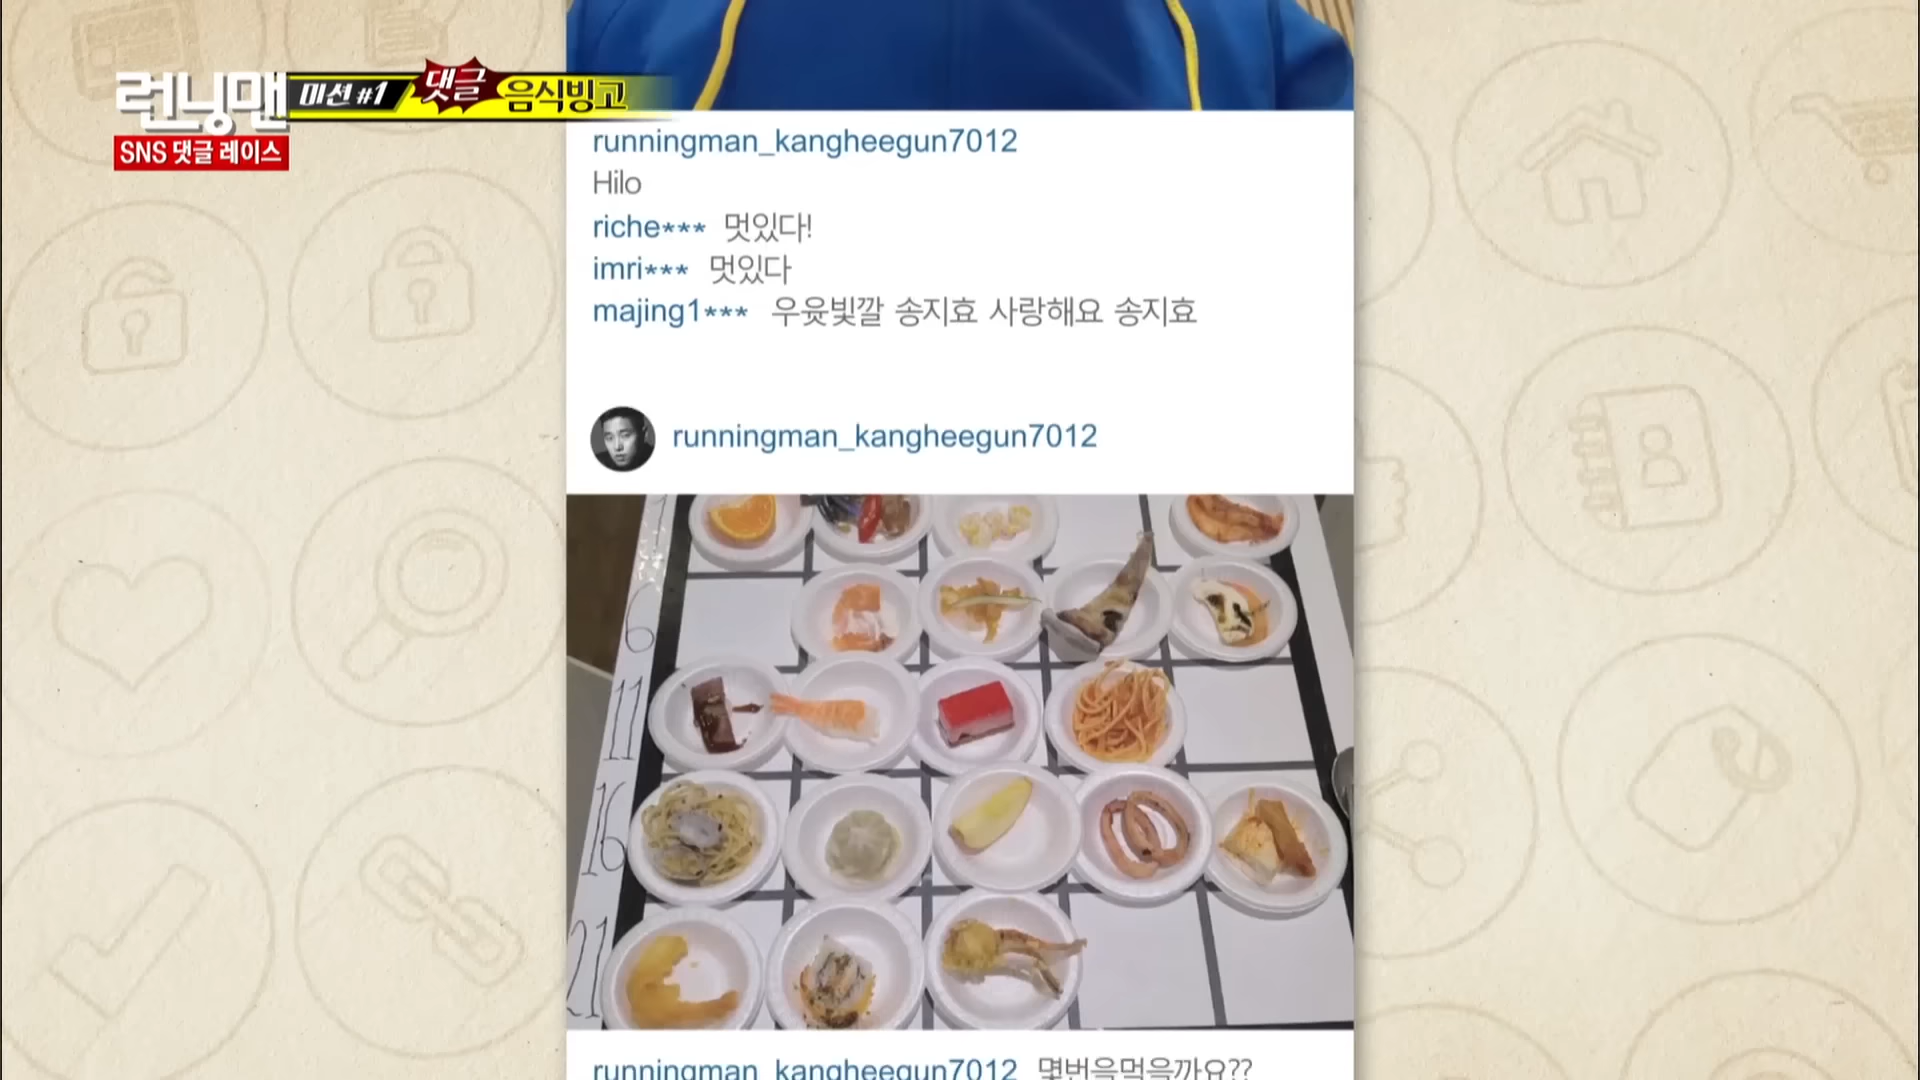 런닝맨 미션 #1 댓글 음식빙고
SNS 댓글 레이스
runningman_kangheegun7012
Hilo
riche*** 멋있다!
imri*** 멋있다
majing1*** 우윳빛깔 송지효 사랑해요 송지효
runningman_kangheegun7012
1
6
11
16
21
runningman_kangheegun7012 몇번을먹을까요??